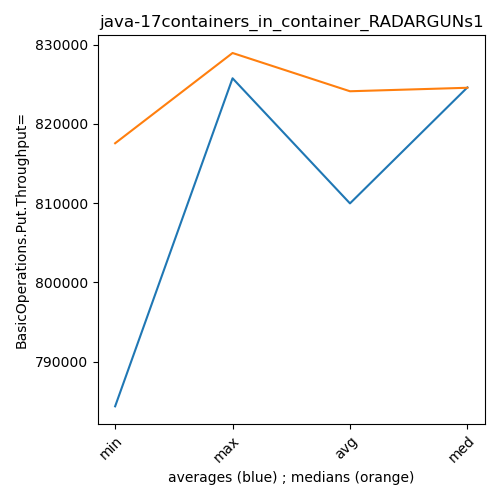 java-17containers_in_container_RADARGUNs1
BasicOperations.Put.Throughput=
830000
820000
810000
800000
790000
min
max
avg
med
averages (blue) ; medians (orange)